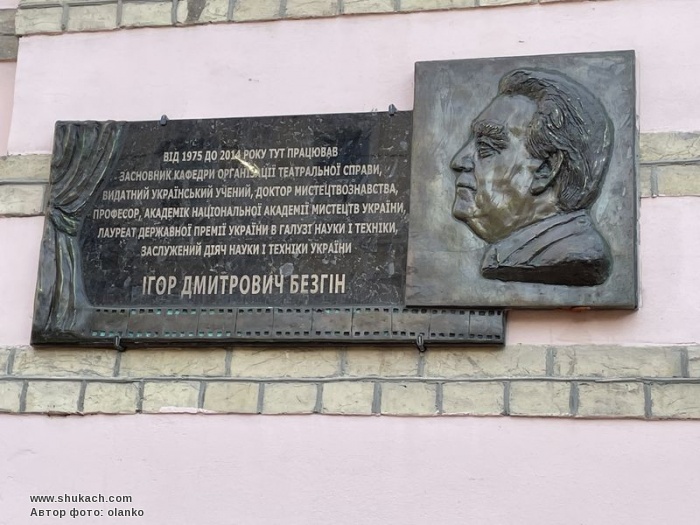 ВІД 1975 ДО 2014 РОКУ ТУТ ПРАЦЮВАВ
ЗАСНОВНИК КАФЕДРИ ОРГАНІЗАЦІЇ ТЕАТРАЛЬНОЇ СПРАВИ,
ВИДАТНИЙ УКРАЇНСЬКИЙ УЧЕНИЙ, ДОКТОР МИСТЕЦТВОЗНАВСТВА,
ПРОФЕСОР, АКАДЕМІК НАЦІОНАЛЬНОЇ АКАДЕМІЇ МИСТЕЦТВ УКРАЇНИ,
ЛАУРЕАТ ДЕРЖАВНОЇ ПРЕМІЇ УКРАЇНИ В ГАЛУЗІ НАУКИ І ТЕХНІКИ,
ЗАСЛУЖЕНИЙ ДІЯЧ НАУКИ І ТЕХНІКИ УКРАЇНИ
ІГОР ДМИТРОВИЧ БЕЗГІН
www.shukach.com
Автор фото: olanko